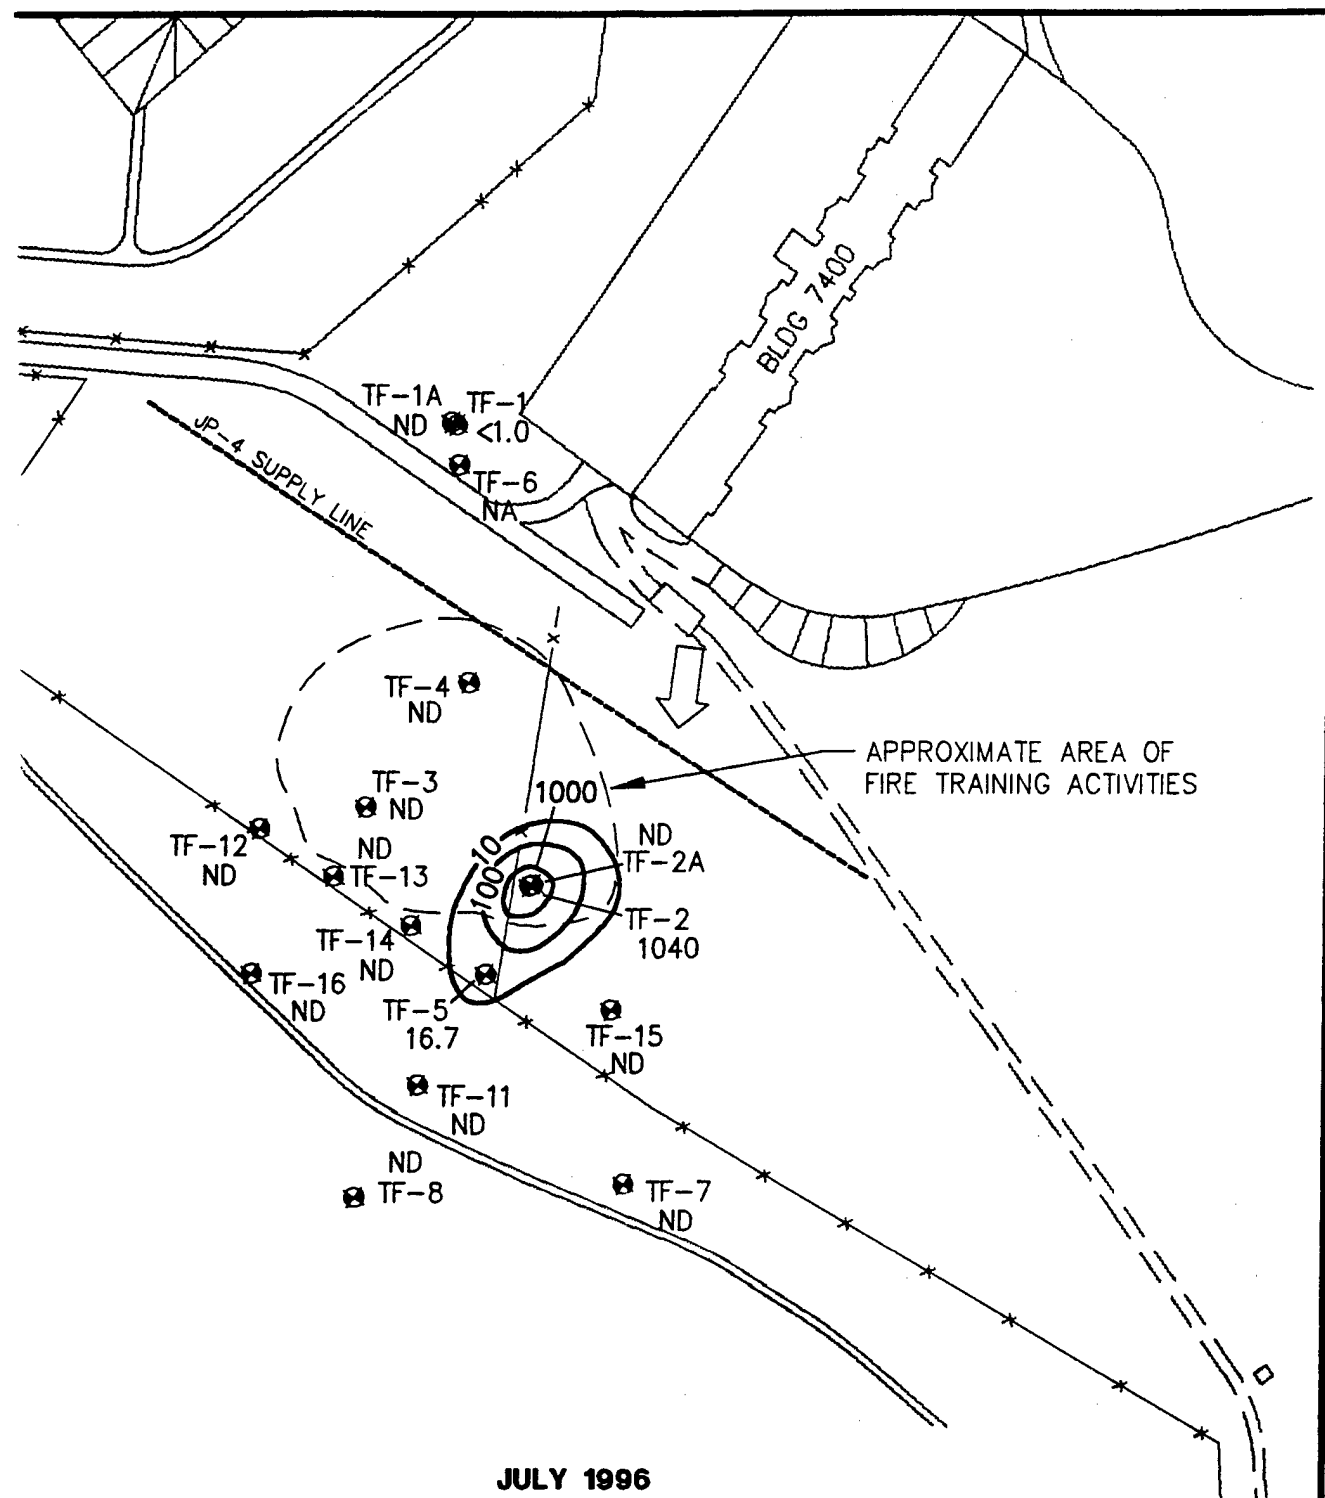 BLDG 7400
TF-1A
ND
TF-1
<1.0
TF-6
NA
JP-4 SUPPLY LINE
TF-4
ND
APPROXIMATE AREA OF
FIRE TRAINING ACTIVITIES
TF-3
ND
1000
TF-12
ND
ND
TF-13
10
100
ND
TF-2A
TF-2
1040
TF-14
ND
TF-16
ND
TF-5
16.7
TF-15
ND
TF-11
ND
ND
TF-8
TF-7
ND
JULY 1996